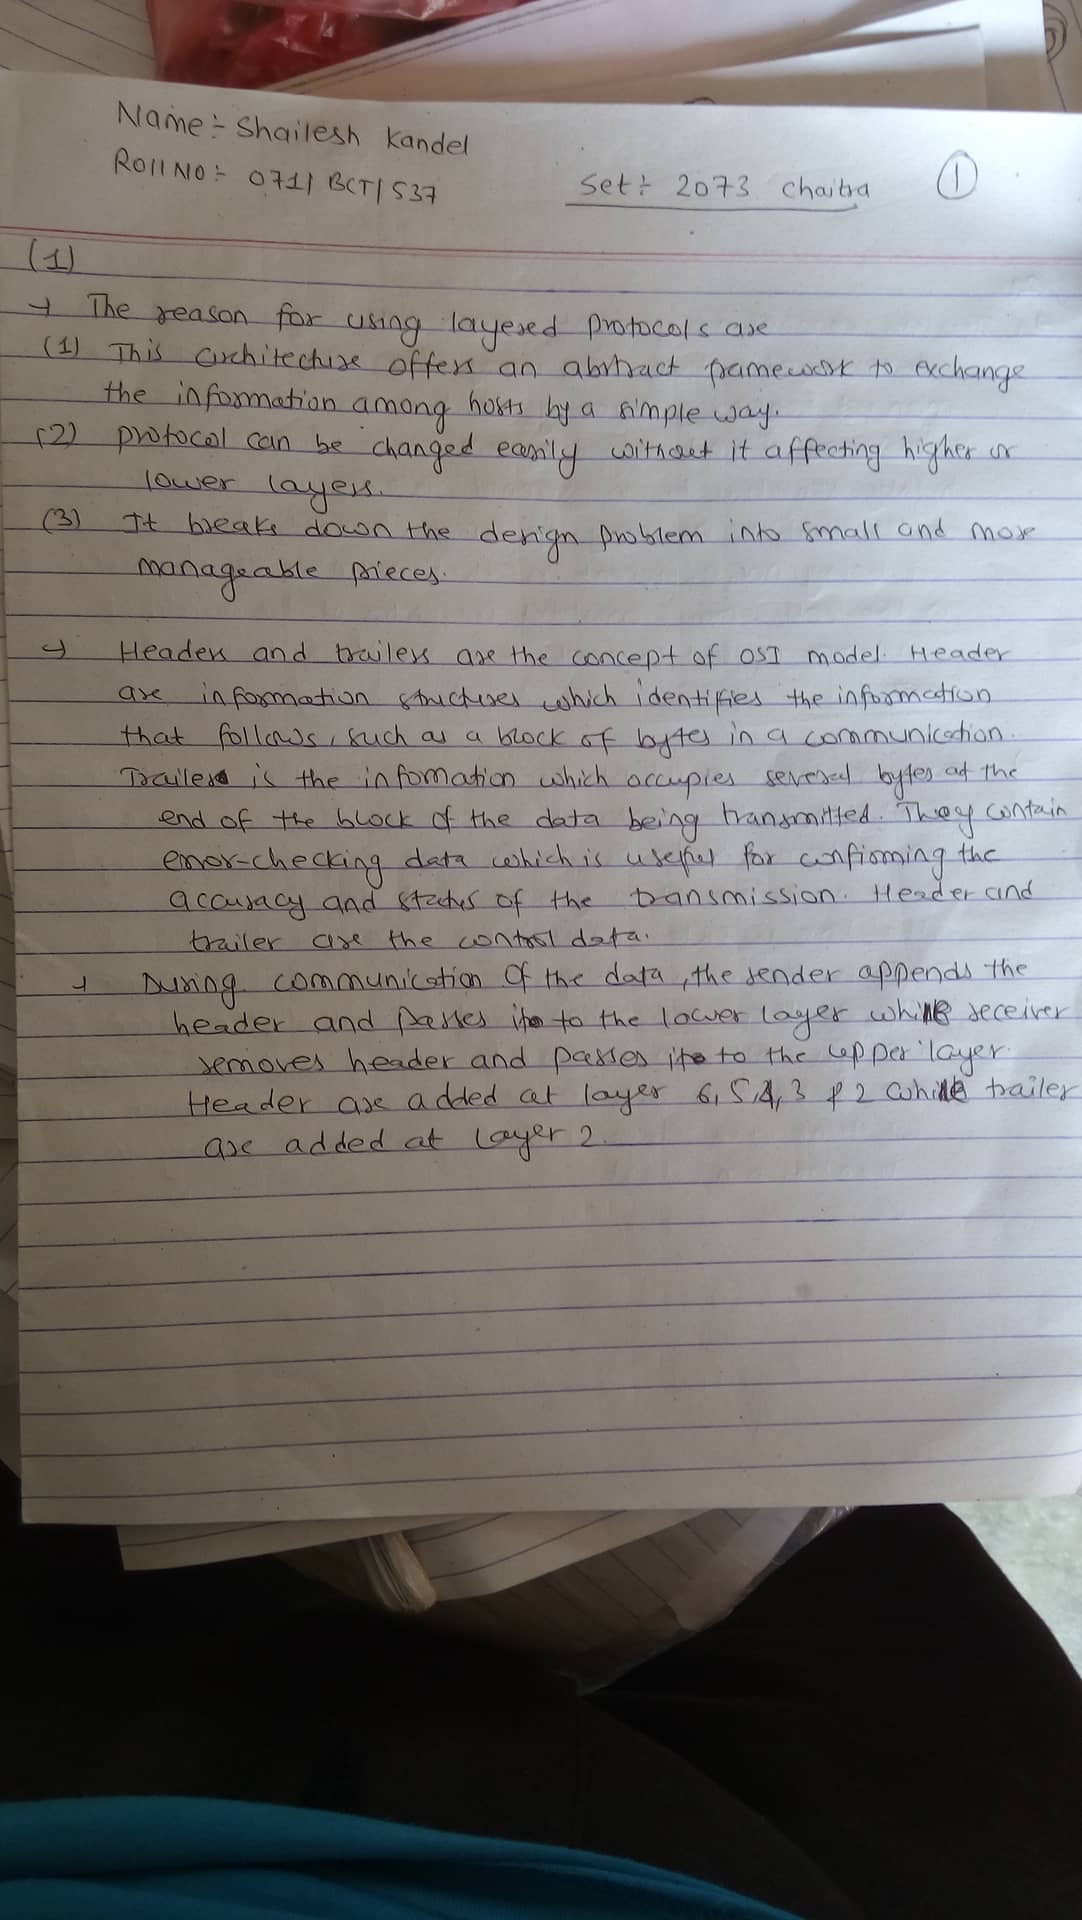 Name:- Shailesh Kandel
Roll No:- 071/BCT/537
Set:- 2073 Chaitra
1
(1)
→ The reason for using layered protocols are
(1) This architecture offers an abstract framework to exchange
the information among hosts by a simple way.
(2) protocol can be changed easily without it affecting higher or
lower layers.
(3) It breaks down the design problem into small and more
manageable pieces.
→ Headers and trailers are the concept of OSI model. Header
are information structures which identifies the information
that follows, such as a block of bytes in a communication.
Trailer is the infomation which occupies several bytes at the
end of the block of the data being transmitted. They contain
error-checking data which is useful for confirming the
accuracy and status of the transmission. Header and
trailer are the control data.
→ During communication of the data, the sender appends the
header and passes it to the lower layer while receiver
removes header and passes it to the upper layer.
Header are added at layer 6, 5, 4, 3 & 2 while trailer
are added at layer 2.